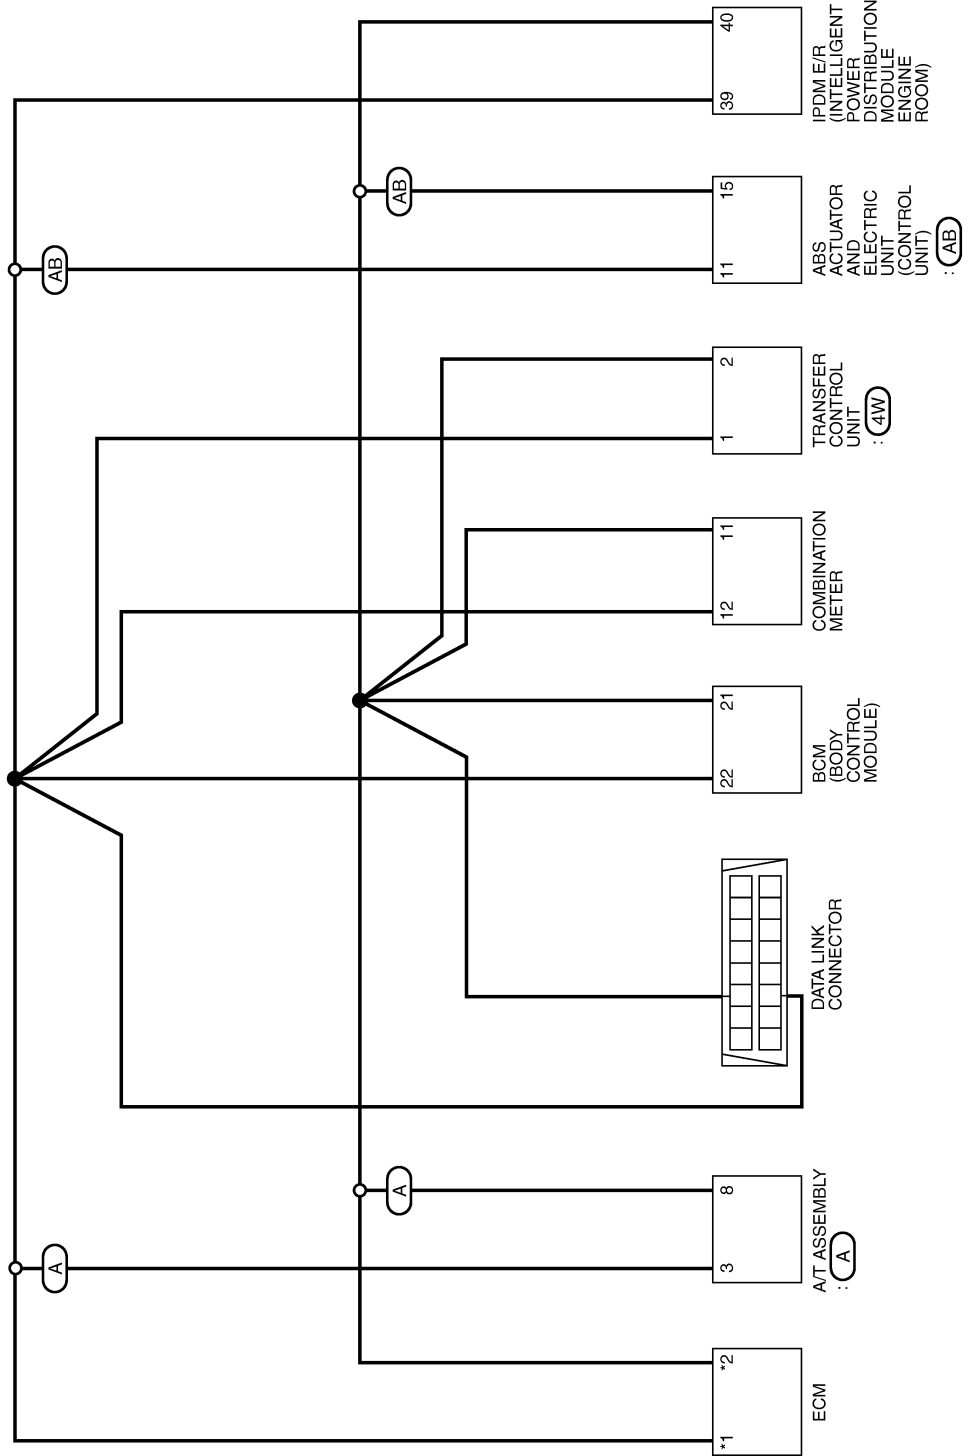 *1
*2
ECM
A
A
3
8
A/T ASSEMBLY
: A
DATA LINK
CONNECTOR
22
21
BCM
(BODY
CONTROL
MODULE)
12
11
COMBINATION
METER
1
2
TRANSFER
CONTROL
UNIT
: 4W
AB
AB
11
15
ABS
ACTUATOR
AND
ELECTRIC
UNIT
(CONTROL
UNIT)
: AB
39
40
IPDM E/R
(INTELLIGENT
POWER
DISTRIBUTION
MODULE
ENGINE
ROOM)